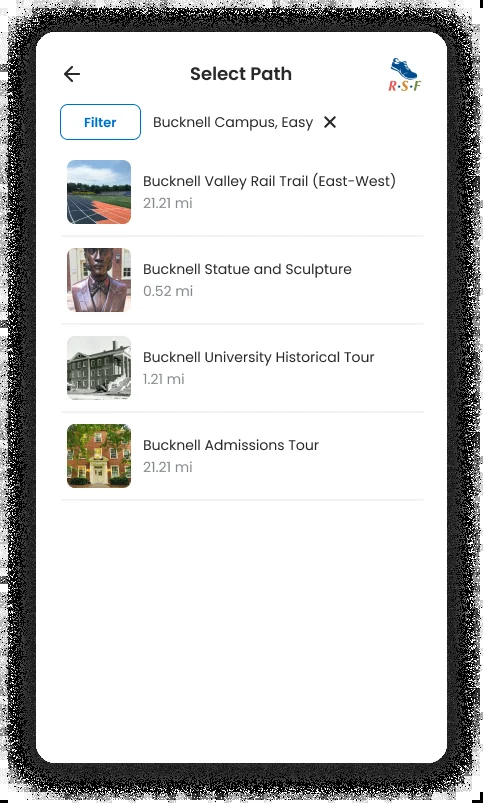 Select Path
R·S·F
Filter
Bucknell Campus, Easy
Bucknell Valley Rail Trail (East-West)
21.21 mi
Bucknell Statue and Sculpture
0.52 mi
Bucknell University Historical Tour
1.21 mi
Bucknell Admissions Tour
21.21 mi